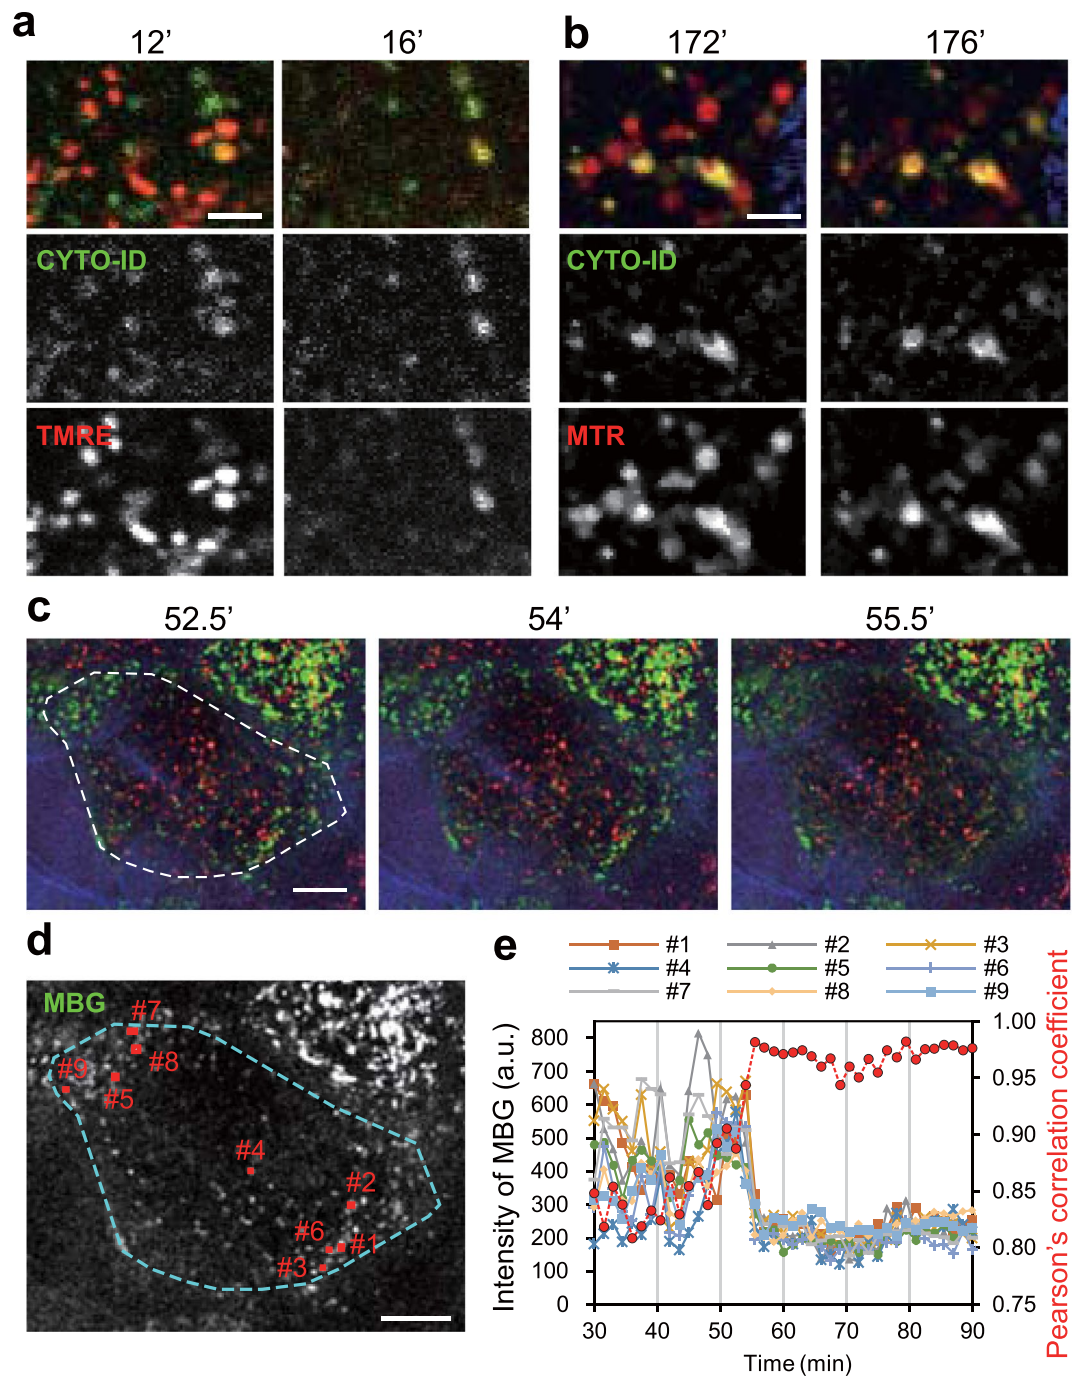 a
12’
16’
b
172’
176’
CYTO-ID
CYTO-ID
TMRE
MTR
c
52.5’
54’
55.5’
d
MBG
#7
#8
#9
#5
#4
#2
#6
#1
#3
e
#1
#2
#3
#4
#5
#6
#7
#8
#9
Intensity of MBG (a.u.)
800
700
600
500
400
300
200
100
0
1.00
0.95
0.90
0.85
0.80
0.75
Pearson’s correlation coefficient
30 40 50 60 70 80 90
Time (min)